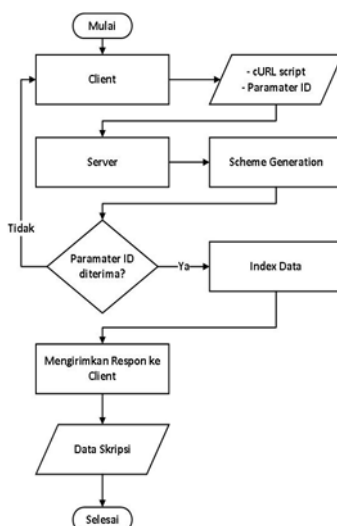 Mulai
Client
- cURL script
- Paramater ID
Server
Scheme Generation
Tidak
Paramater ID
diterima?
Ya
Index Data
Mengirimkan Respon ke
Client
Data Skripsi
Selesai